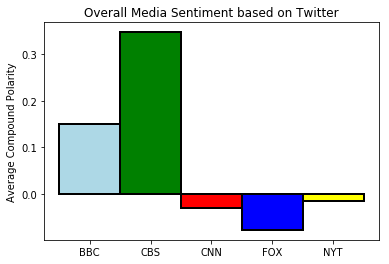 Overall Media Sentiment based on Twitter
Average Compound Polarity
0.3
0.2
0.1
0.0
BBC CBS CNN FOX NYT